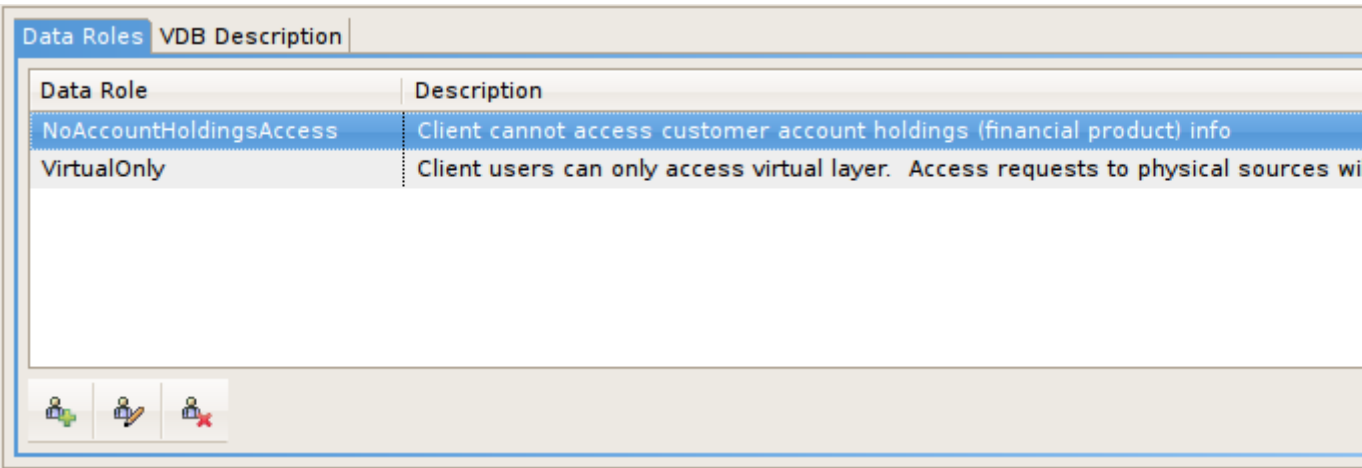 Data Roles VDB Description
Data Role Description
NoAccountHoldingsAccess Client cannot access customer account holdings (financial product) info
VirtualOnly Client users can only access virtual layer.  Access requests to physical sources